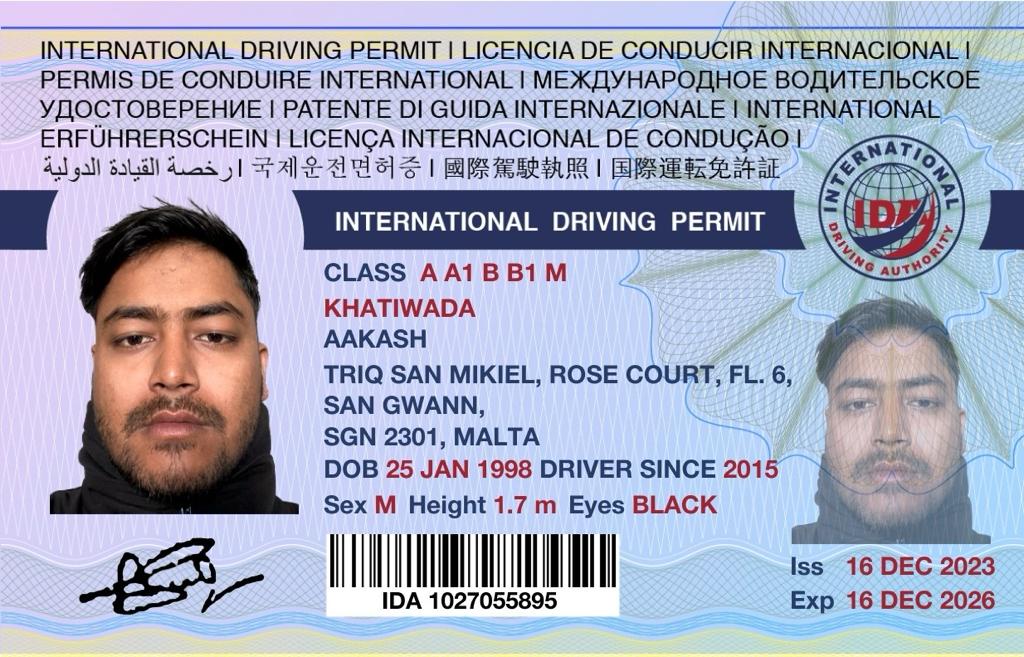 INTERNATIONAL DRIVING PERMIT I LICENCIA DE CONDUCIR INTERNACIONAL I
PERMIS DE CONDUIRE INTERNATIONAL I МЕЖДУНАРОДНОЕ ВОДИТЕЛЬСКОЕ
УДОСТОВЕРЕНИЕ I PATENTE DI GUIDA INTERNAZIONALE I INTERNATIONAL
ERFÜHRERSCHEIN I LICENÇA INTERNACIONAL DE CONDUÇÃO I
رخصة القيادة الدولية I 국제운전면허증 I 國際駕駛執照 I 国際運転免許証
INTERNATIONAL DRIVING PERMIT
INTERNATIONAL
IDA
DRIVING AUTHORITY
CLASS A A1 B B1 M
KHATIWADA
AAKASH
TRIQ SAN MIKIEL, ROSE COURT, FL. 6,
SAN GWANN,
SGN 2301, MALTA
DOB 25 JAN 1998 DRIVER SINCE 2015
Sex M Height 1.7 m Eyes BLACK
IDA 1027055895
Iss 16 DEC 2023
Exp 16 DEC 2026